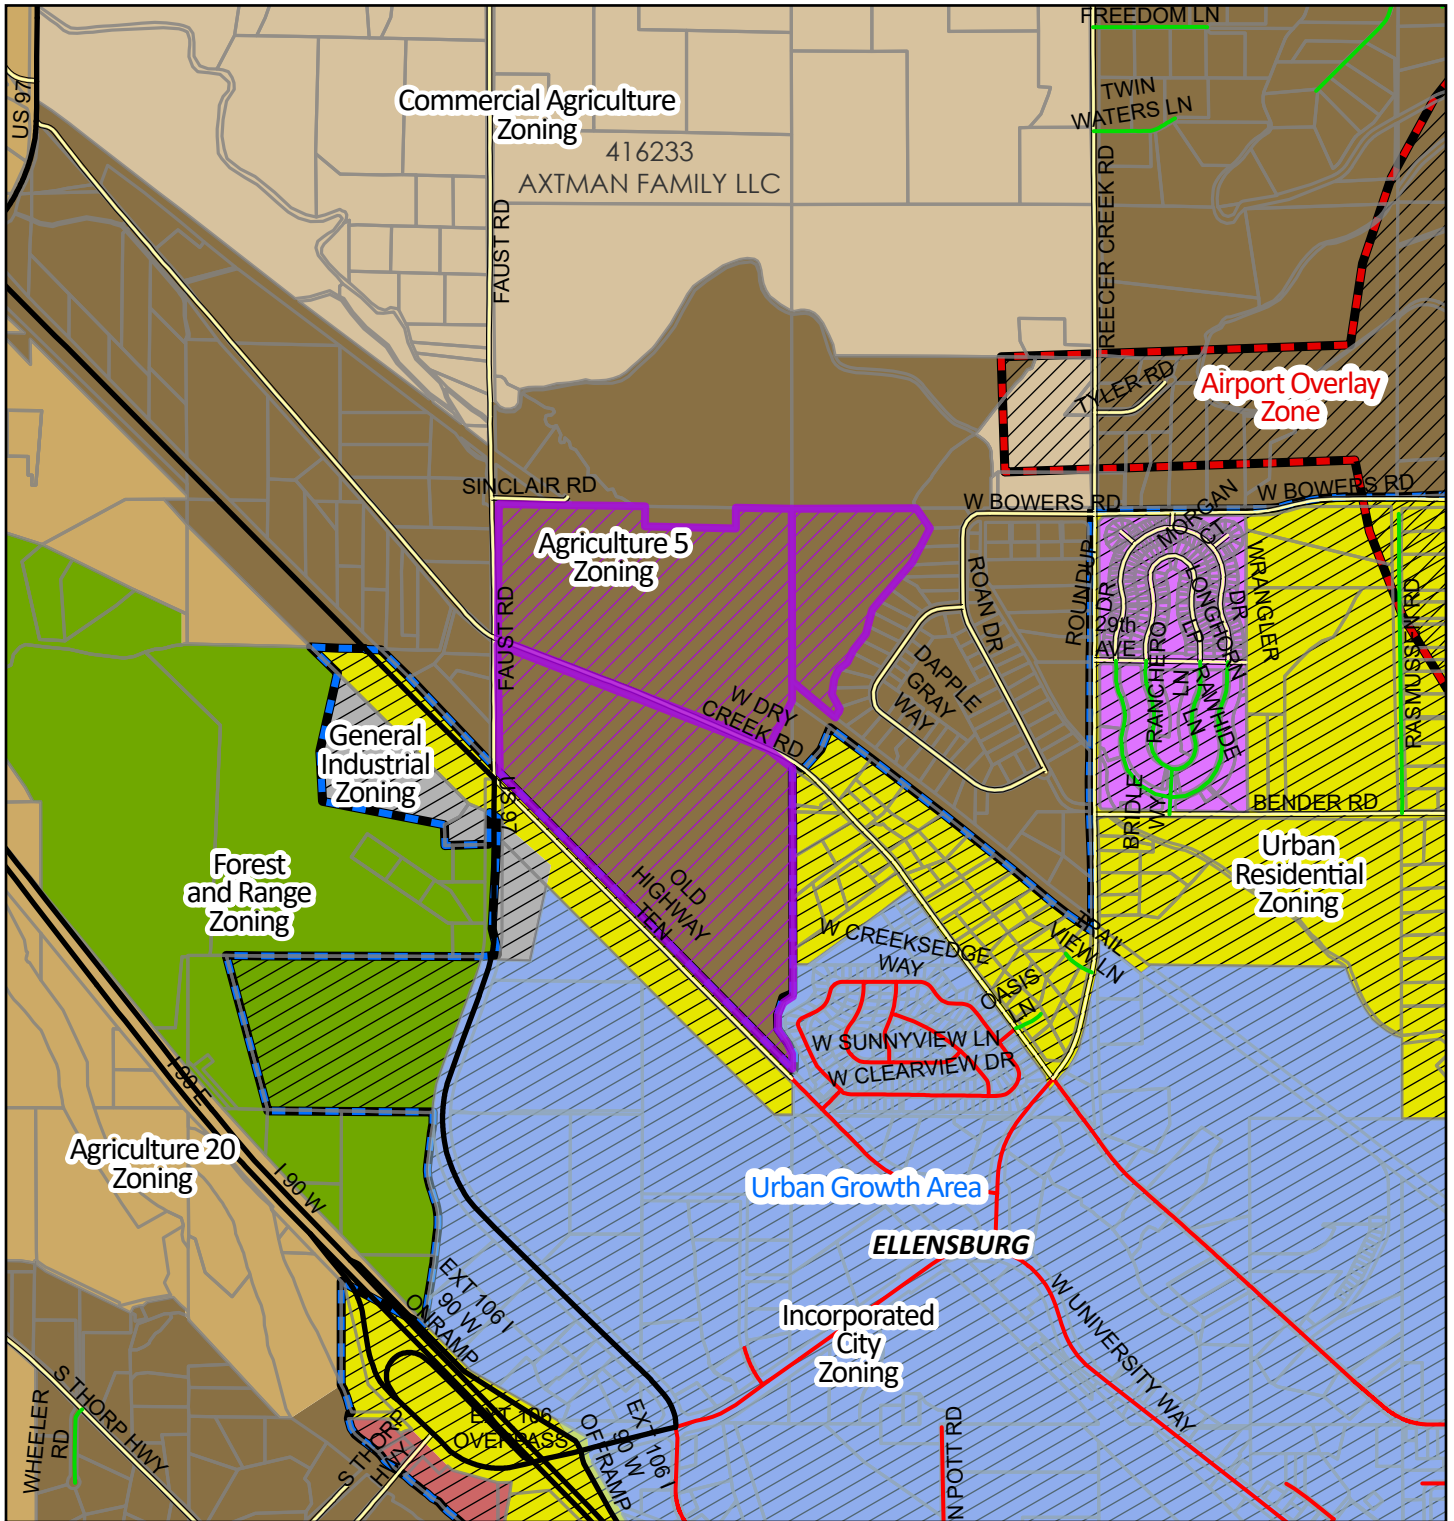 FREEDOM LN
US 97
TWIN
WATERS LN
Commercial Agriculture
Zoning
416233
AXTMAN FAMILY LLC
FAUST RD
REECER CREEK RD
TYLER RD
Airport Overlay
Zone
SINCLAIR RD
W BOWERS RD
W BOWERS RD
MORGAN
CT
Agriculture 5
Zoning
ROAN DR
ROUNDUP
DR
LONGHORN
LP
WRANGLER
DR
FAUST RD
29th
AVE
RANCHERO
LN
RAWHIDE
LN
RASMUSSEN RD
DAPPLE
GRAY
WAY
W DRY
CREEK RD
General
Industrial
Zoning
US 97
BRIDLE
WAY
BENDER RD
Forest
and Range
Zoning
OLD
HIGHWAY
TEN
Urban
Residential
Zoning
W CREEKSEDGE
WAY
TRAIL
VIEW LN
OASIS
LN
W SUNNYVIEW LN
W CLEARVIEW DR
I 90 E
Agriculture 20
Zoning
I 90 W
Urban Growth Area
ELLENSBURG
EXT 106 I
90 W
ONRAMP
Incorporated
City
Zoning
W UNIVERSITY WAY
S THORP HWY
WHEELER
RD
S THORP
HWY
EXT 106
OVERPASS
EXT 106 I
90 W
OFFRAMP
N POTT RD